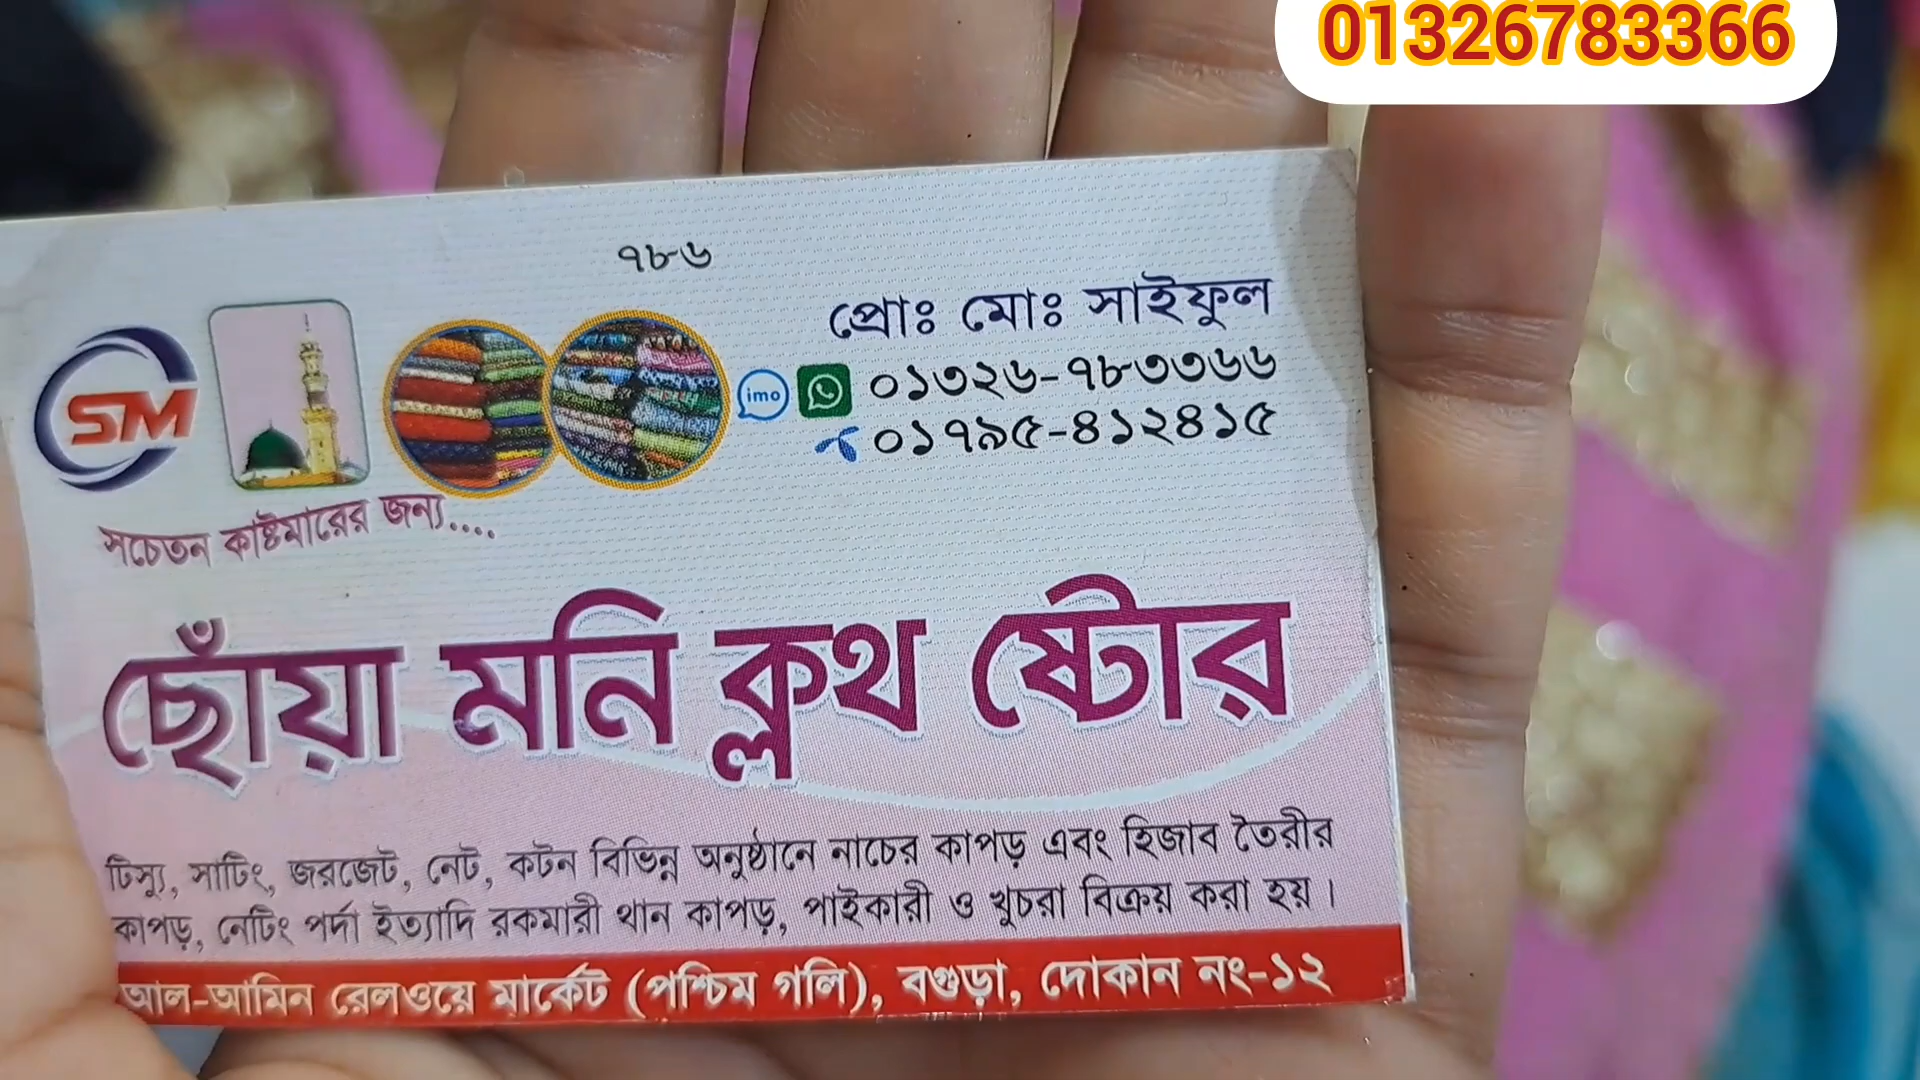 01326783366
৭৮৬
প্রোঃ মোঃ সাইফুল
imo ০১৩২৬-৭৮৩৩৬৬
০১৭৯৫-৪১২৪১৫
SM
সচেতন কাষ্টমারের জন্য....
ছোঁয়া মনি ক্লথ ষ্টোর
টিস্যু, সাটিং, জরজেট, নেট, কটন বিভিন্ন অনুষ্ঠানে নাচের কাপড় এবং হিজাব তৈরীর
কাপড়, নেটিং পর্দা ইত্যাদি রকমারী থান কাপড়, পাইকারী ও খুচরা বিক্রয় করা হয়।
আল-আমিন রেলওয়ে মার্কেট (পশ্চিম গলি), বগুড়া, দোকান নং-১২